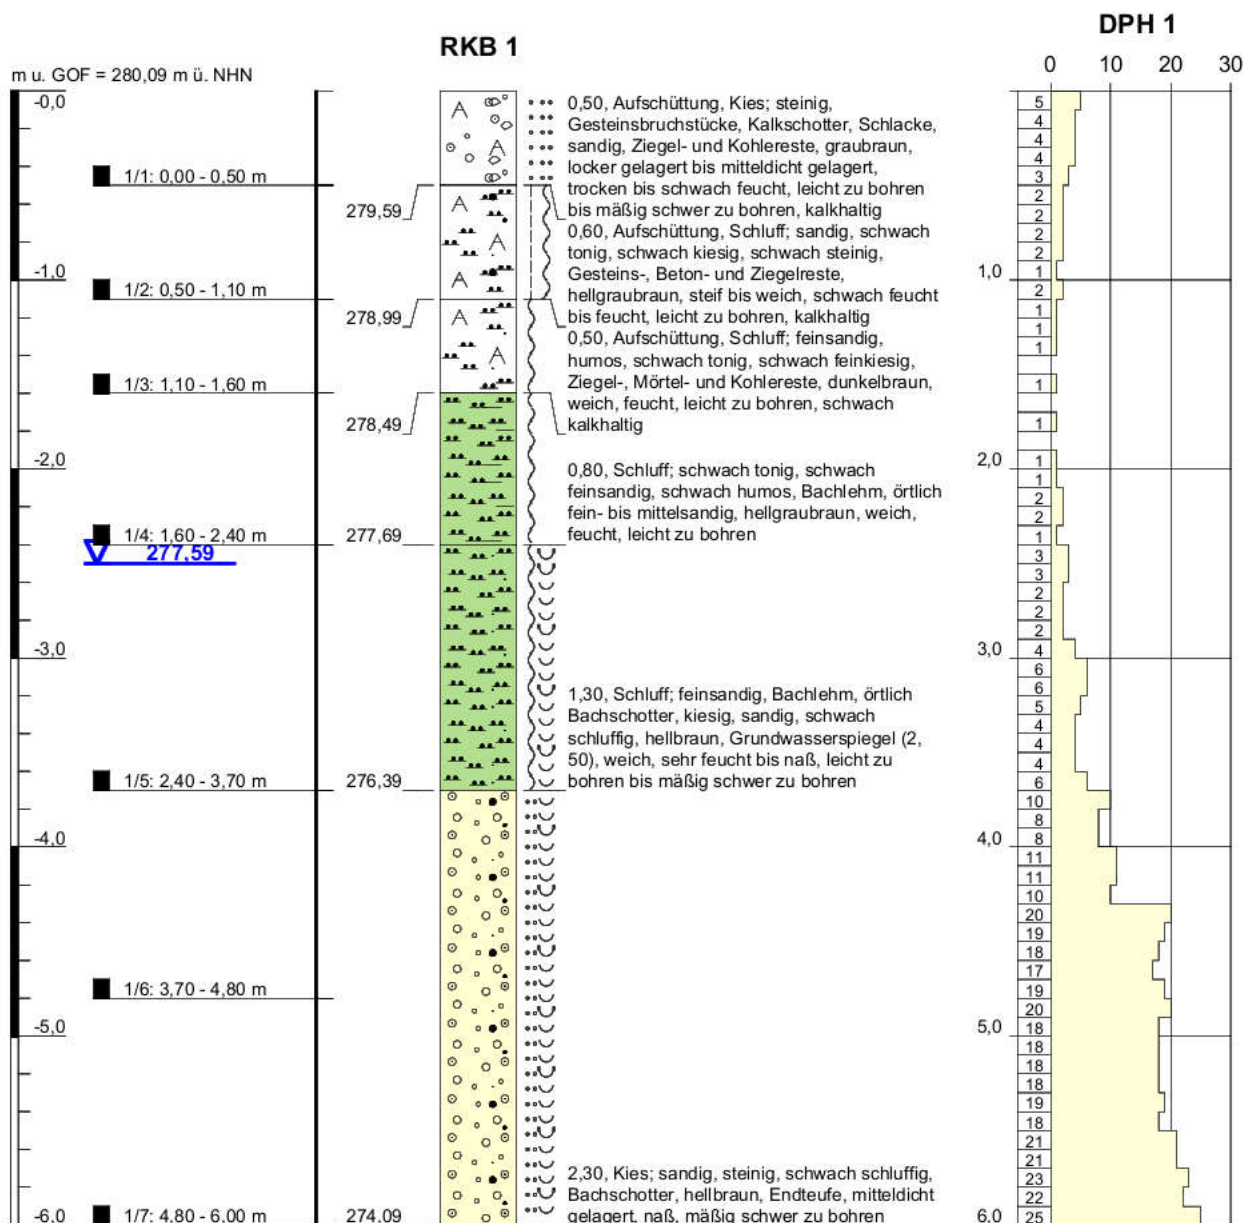 RKB 1
DPH 1
m u. GOF = 280,09 m ü. NHN
0 10 20 30
-0,0
-1,0
-2,0
-3,0
-4,0
-5,0
-6,0
1/1: 0,00 - 0,50 m
1/2: 0,50 - 1,10 m
1/3: 1,10 - 1,60 m
1/4: 1,60 - 2,40 m
277,59
1/5: 2,40 - 3,70 m
1/6: 3,70 - 4,80 m
1/7: 4,80 - 6,00 m
279,59
278,99
278,49
277,69
276,39
274,09
0,50, Aufschüttung, Kies; steinig,
Gesteinsbruchstücke, Kalkschotter, Schlacke,
sandig, Ziegel- und Kohlereste, graubraun,
locker gelagert bis mitteldicht gelagert,
trocken bis schwach feucht, leicht zu bohren
bis mäßig schwer zu bohren, kalkhaltig
0,60, Aufschüttung, Schluff; sandig, schwach
tonig, schwach kiesig, schwach steinig,
Gesteins-, Beton- und Ziegelreste,
hellgraubraun, steif bis weich, schwach feucht
bis feucht, leicht zu bohren, kalkhaltig
0,50, Aufschüttung, Schluff; feinsandig,
humos, schwach tonig, schwach feinkiesig,
Ziegel-, Mörtel- und Kohlereste, dunkelbraun,
weich, feucht, leicht zu bohren, schwach
kalkhaltig
0,80, Schluff; schwach tonig, schwach
feinsandig, schwach humos, Bachlehm, örtlich
fein- bis mittelsandig, hellgraubraun, weich,
feucht, leicht zu bohren
1,30, Schluff; feinsandig, Bachlehm, örtlich
Bachschotter, kiesig, sandig, schwach
schluffig, hellbraun, Grundwasserspiegel (2,
50), weich, sehr feucht bis naß, leicht zu
bohren bis mäßig schwer zu bohren
2,30, Kies; sandig, steinig, schwach schluffig,
Bachschotter, hellbraun, Endteufe, mitteldicht
gelagert, naß, mäßig schwer zu bohren
1,0
2,0
3,0
4,0
5,0
6,0
5
4
4
4
3
2
2
2
2
1
2
1
1
1
1
1
1
1
2
2
1
3
3
2
2
2
4
6
6
5
4
4
4
6
10
8
8
11
11
10
20
19
18
17
19
20
18
18
18
18
19
18
21
21
23
22
25